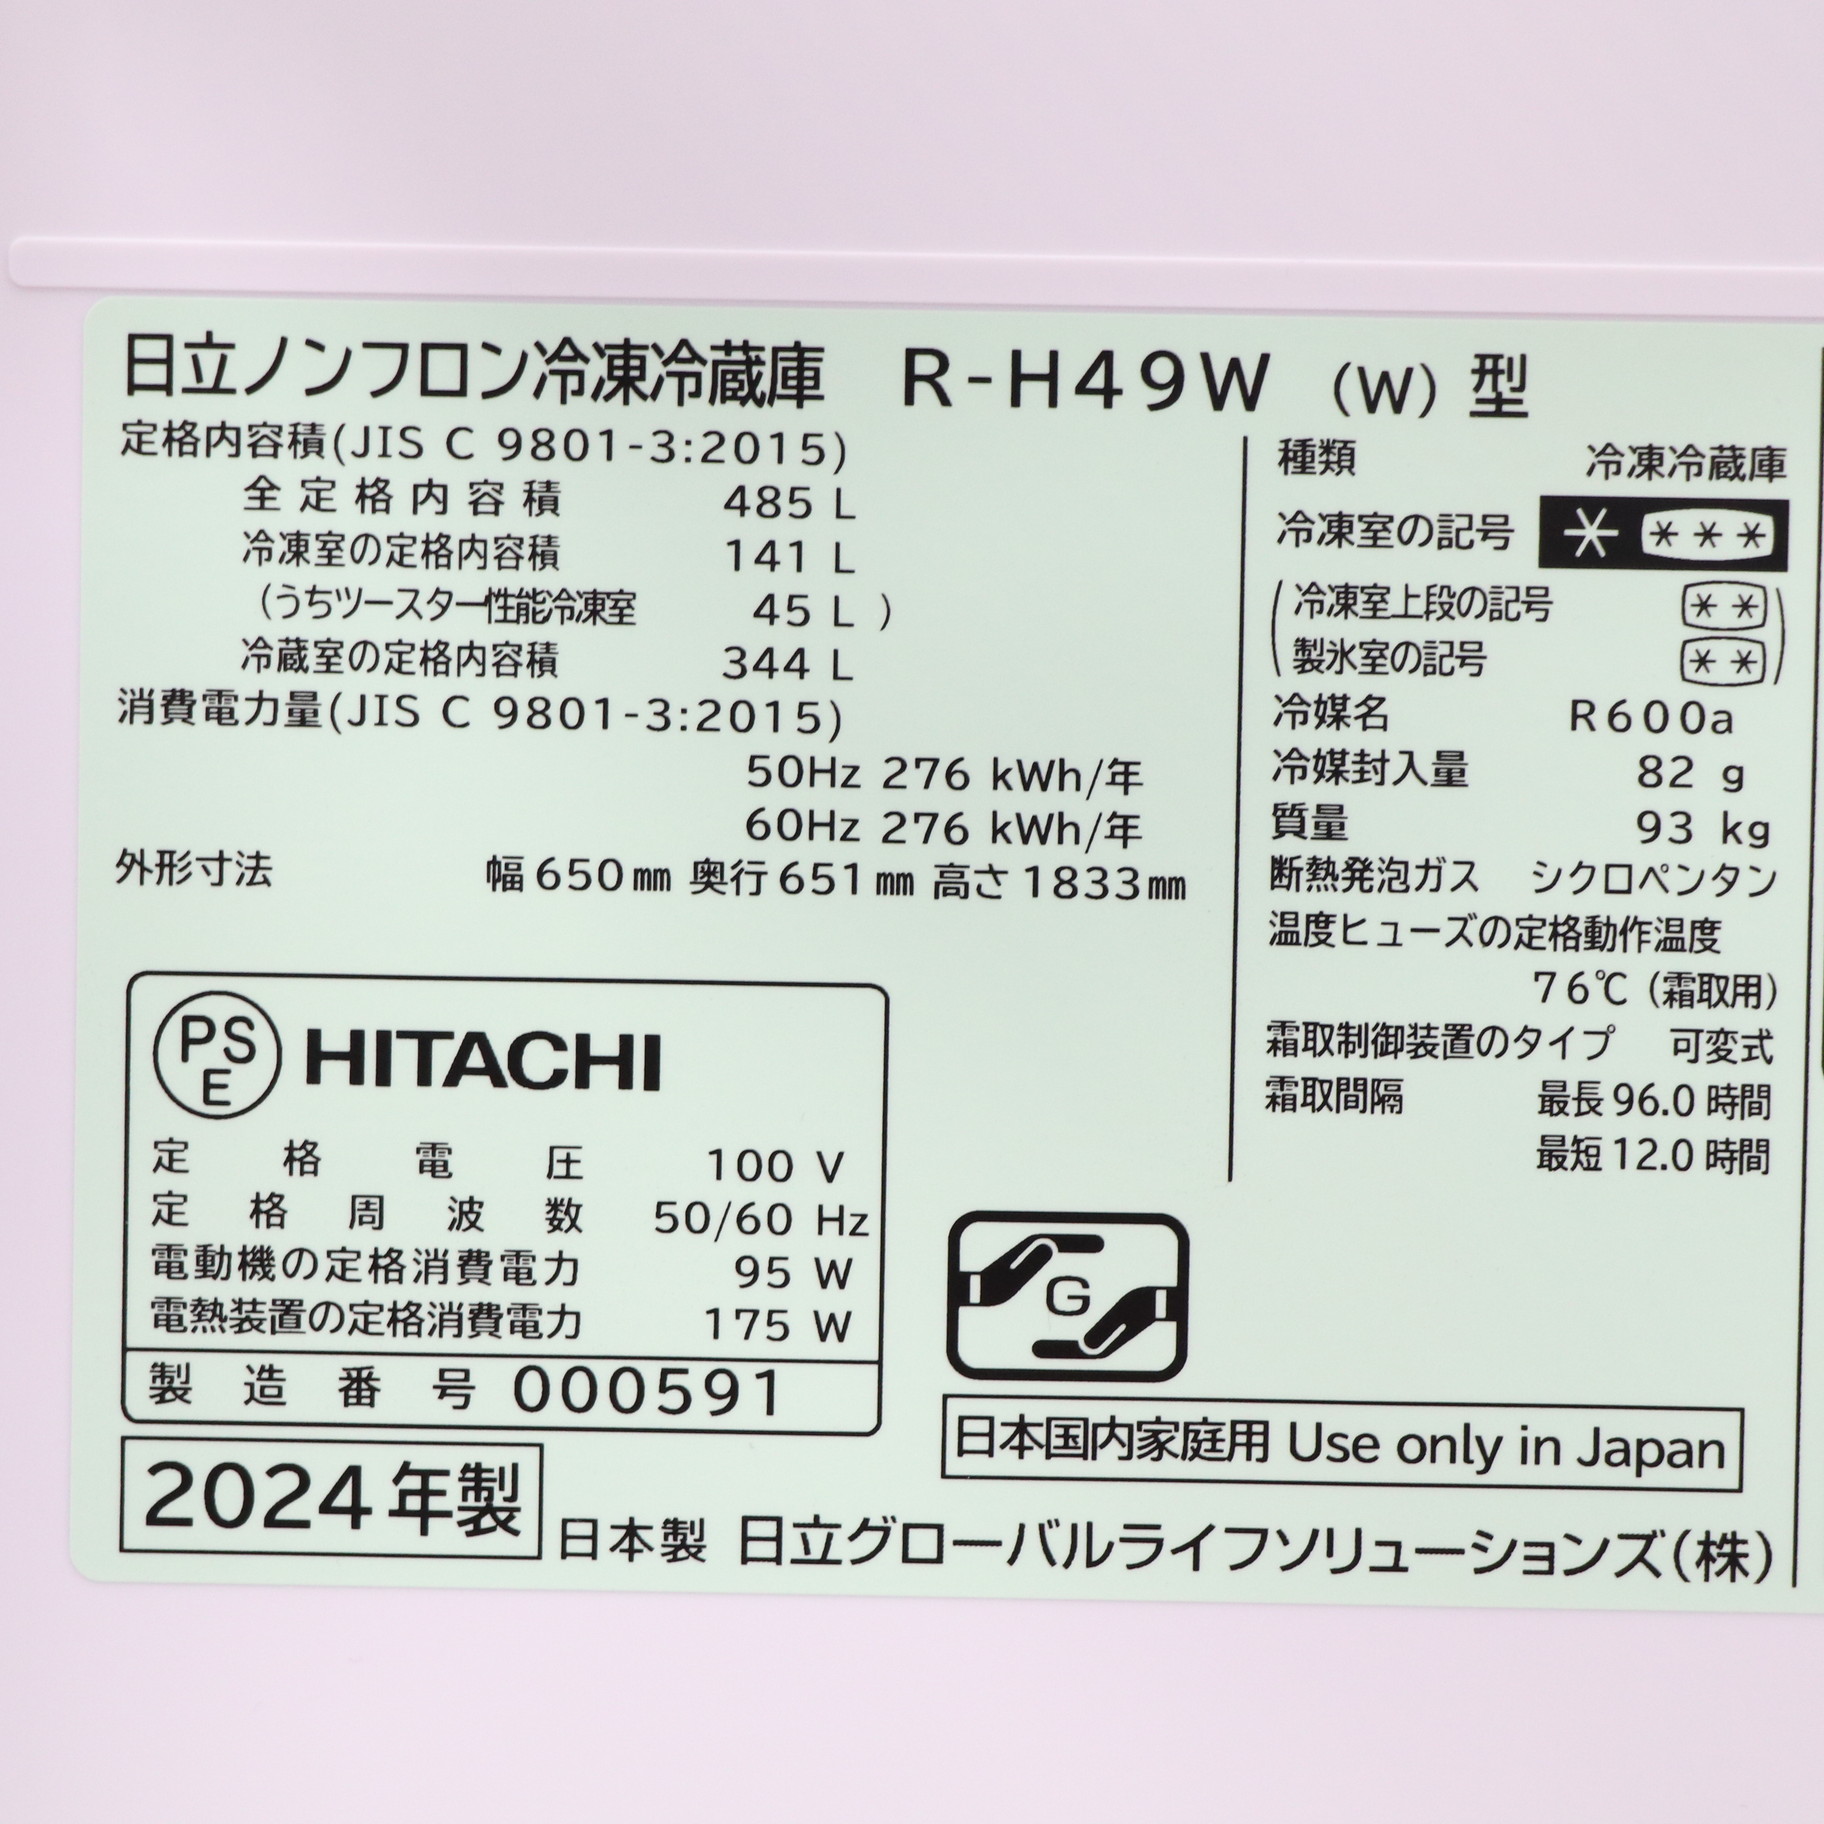 日立ノンフロン冷凍冷蔵庫 R-H49W (W) 型
定格内容積(JIS C 9801-3:2015)
全定格内容積 485 L
冷凍室の定格内容積 141 L
(うちツースター性能冷凍室 45 L )
冷蔵室の定格内容積 344 L
消費電力量(JIS C 9801-3:2015)
50Hz 276 kWh/年
60Hz 276 kWh/年
外形寸法 幅650㎜ 奥行651㎜ 高さ1833㎜
種類 冷凍冷蔵庫
冷凍室の記号 * ***
(冷凍室上段の記号 **
製氷室の記号 **)
冷媒名 R600a
冷媒封入量 82 g
質量 93 kg
断熱発泡ガス シクロペンタン
温度ヒューズの定格動作温度
76℃ (霜取用)
霜取制御装置のタイプ 可変式
霜取間隔 最長96.0時間
最短12.0時間
PSE HITACHI
定格電圧 100 V
定格周波数 50/60 Hz
電動機の定格消費電力 95 W
電熱装置の定格消費電力 175 W
製造番号 000591
G
日本国内家庭用 Use only in Japan
2024年製
日本製 日立グローバルライフソリューションズ(株)